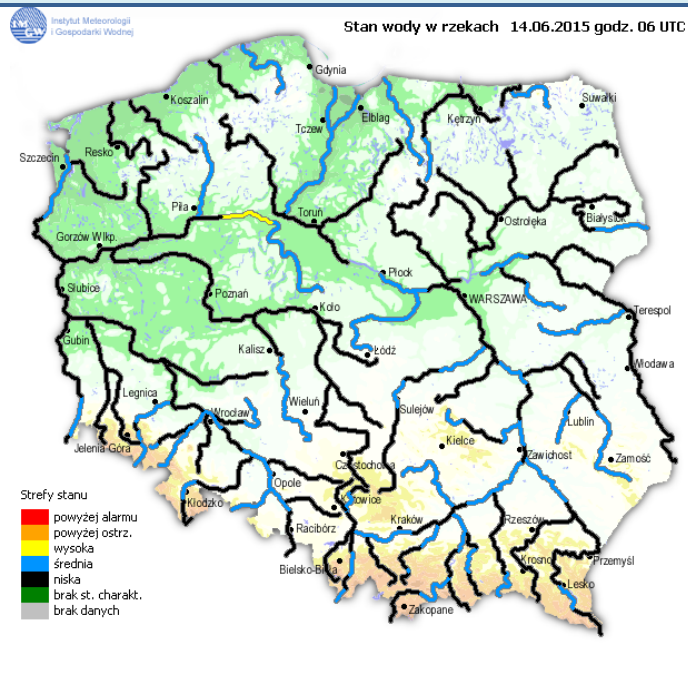 IMGW
Instytut Meteorologii
i Gospodarki Wodnej
Stan wody w rzekach 14.06.2015 godz. 06 UTC
Gdynia
Koszalin
Suwałki
Tczew
Elbląg
Kętrzyn
Resko
Szczecin
Piła
Toruń
Ostrołęka
Białystok
Gorzów Wlkp.
Płock
Słubice
Poznań
Koło
WARSZAWA
Terespol
Gubin
Kalisz
Łódź
Włodawa
Legnica
Wrocław
Wieluń
Sulejów
Lublin
Jelenia Góra
Kielce
Zawichost
Zamość
Częstochowa
Opole
Kłodzko
Katowice
Racibórz
Kraków
Rzeszów
Bielsko-Biała
Krosno
Przemyśl
Lesko
Zakopane
Strefy stanu
powyżej alarmu
powyżej ostrz.
wysoka
średnia
niska
brak st. charakt.
brak danych